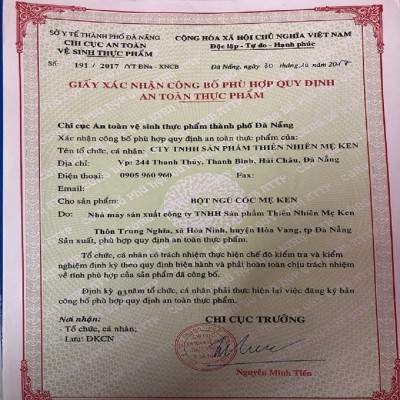 SỞ Y TẾ THÀNH PHỐ ĐÀ NẴNG
CHI CỤC AN TOÀN
VỆ SINH THỰC PHẨM
CỘNG HÒA XÃ HỘI CHỦ NGHĨA VIỆT NAM
Độc lập - Tự do - Hạnh phúc
Số 191 / 2017 /YT ĐNa - XNCB
Đà Nẵng, ngày 30 tháng 10 năm 2017
GIẤY XÁC NHẬN CÔNG BỐ PHÙ HỢP QUY ĐỊNH
AN TOÀN THỰC PHẨM
Chi cục An toàn vệ sinh thực phẩm thành phố Đà Nẵng
Xác nhận công bố phù hợp quy định an toàn thực phẩm của:
Tên tổ chức, cá nhân: CTY TNHH SẢN PHẨM THIÊN NHIÊN MẸ KEN
Địa chỉ: Vp: 244 Thanh Thủy, Thanh Bình, Hải Châu, Đà Nẵng
Điện thoại: 0905 960 960 Fax:
Email:
Cho sản phẩm: BỘT NGŨ CỐC MẸ KEN
Do: Nhà máy sản xuất công ty TNHH Sản phẩm Thiên Nhiên Mẹ Ken
Thôn Trung Nghĩa, xã Hòa Ninh, huyện Hòa Vang, tp Đà Nẵng
Sản xuất, phù hợp quy định an toàn thực phẩm.
Tổ chức, cá nhân có trách nhiệm thực hiện chế độ kiểm tra và kiểm
nghiệm định kỳ theo quy định hiện hành và phải hoàn toàn chịu trách nhiệm
về tính phù hợp của sản phẩm đã công bố.
Định kỳ 03 năm tổ chức, cá nhân phải thực hiện lại việc đăng ký bản
công bố phù hợp quy định an toàn thực phẩm.
Nơi nhận:
- Tổ chức, cá nhân;
- Lưu: ĐKCN
CHI CỤC TRƯỞNG
Nguyễn Minh Tiến